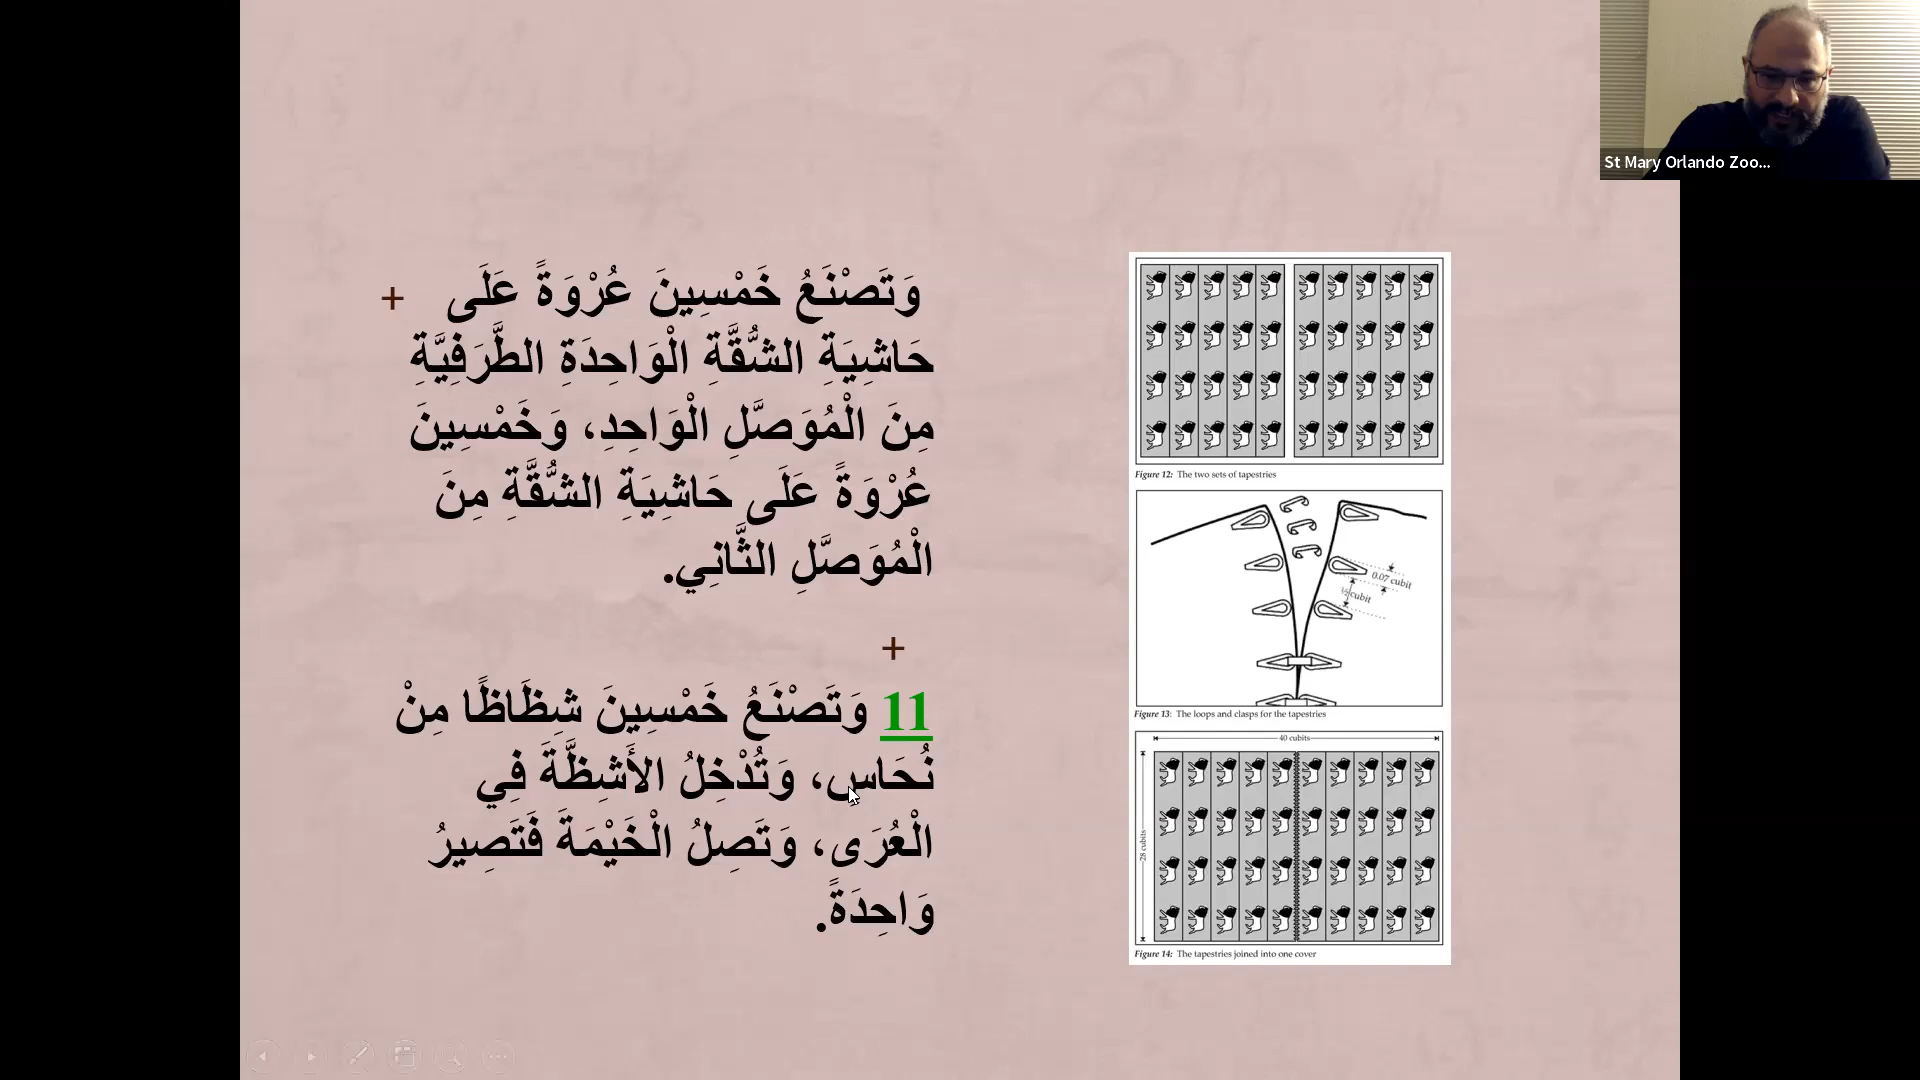 St Mary Orlando Zoo...
+ وَتَصْنَعُ خَمْسِينَ عُرْوَةً عَلَى
حَاشِيَةِ الشُّقَّةِ الْوَاحِدَةِ الطَّرَفِيَّةِ
مِنَ الْمُوَصَّلِ الْوَاحِدِ، وَخَمْسِينَ
عُرْوَةً عَلَى حَاشِيَةِ الشُّقَّةِ مِنَ
الْمُوَصَّلِ الثَّانِي.
+
11 وَتَصْنَعُ خَمْسِينَ شِظَاظًا مِنْ
نُحَاسٍ، وَتُدْخِلُ الأَشِظَّةَ فِي
الْعُرَى، وَتَصِلُ الْخَيْمَةَ فَتَصِيرُ
وَاحِدَةً.
Figure 12: The two sets of tapestries
0.07 cubit
½ cubit
Figure 13: The loops and clasps for the tapestries
40 cubits
28 cubits
Figure 14: The tapestries joined into one cover